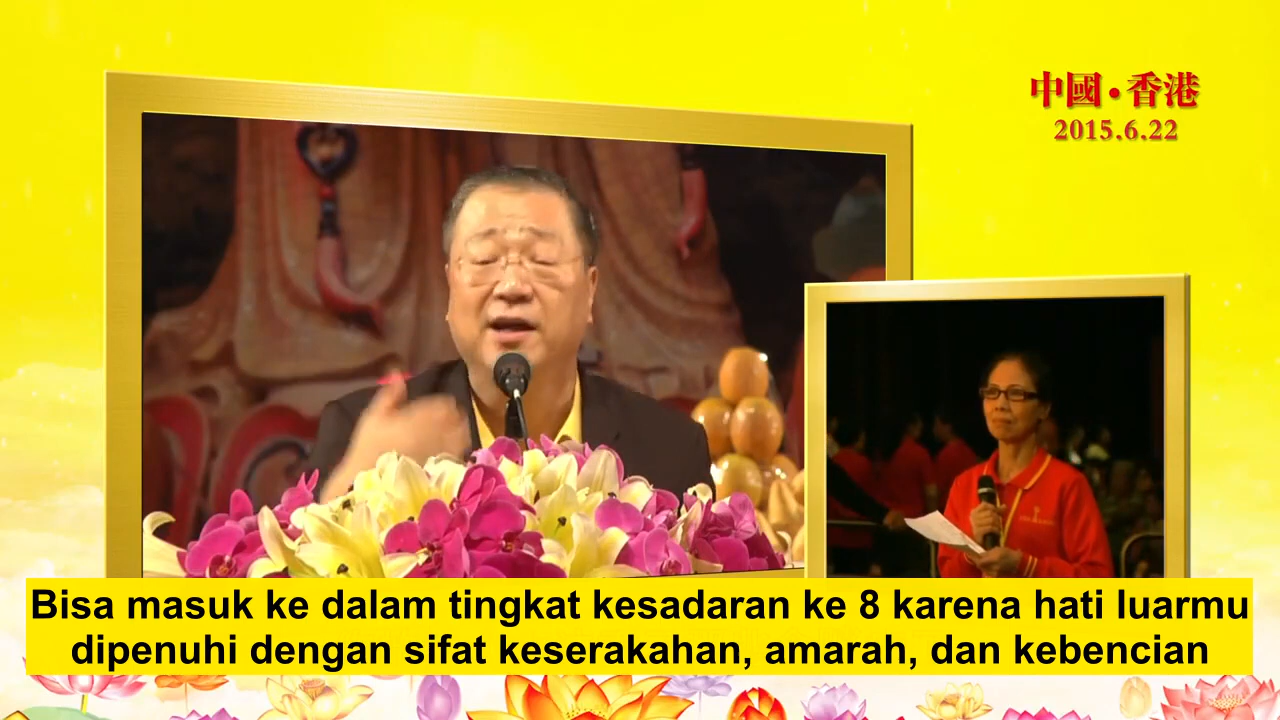 中國•香港
2015.6.22
Bisa masuk ke dalam tingkat kesadaran ke 8 karena hati luarmu
dipenuhi dengan sifat keserakahan, amarah, dan kebencian